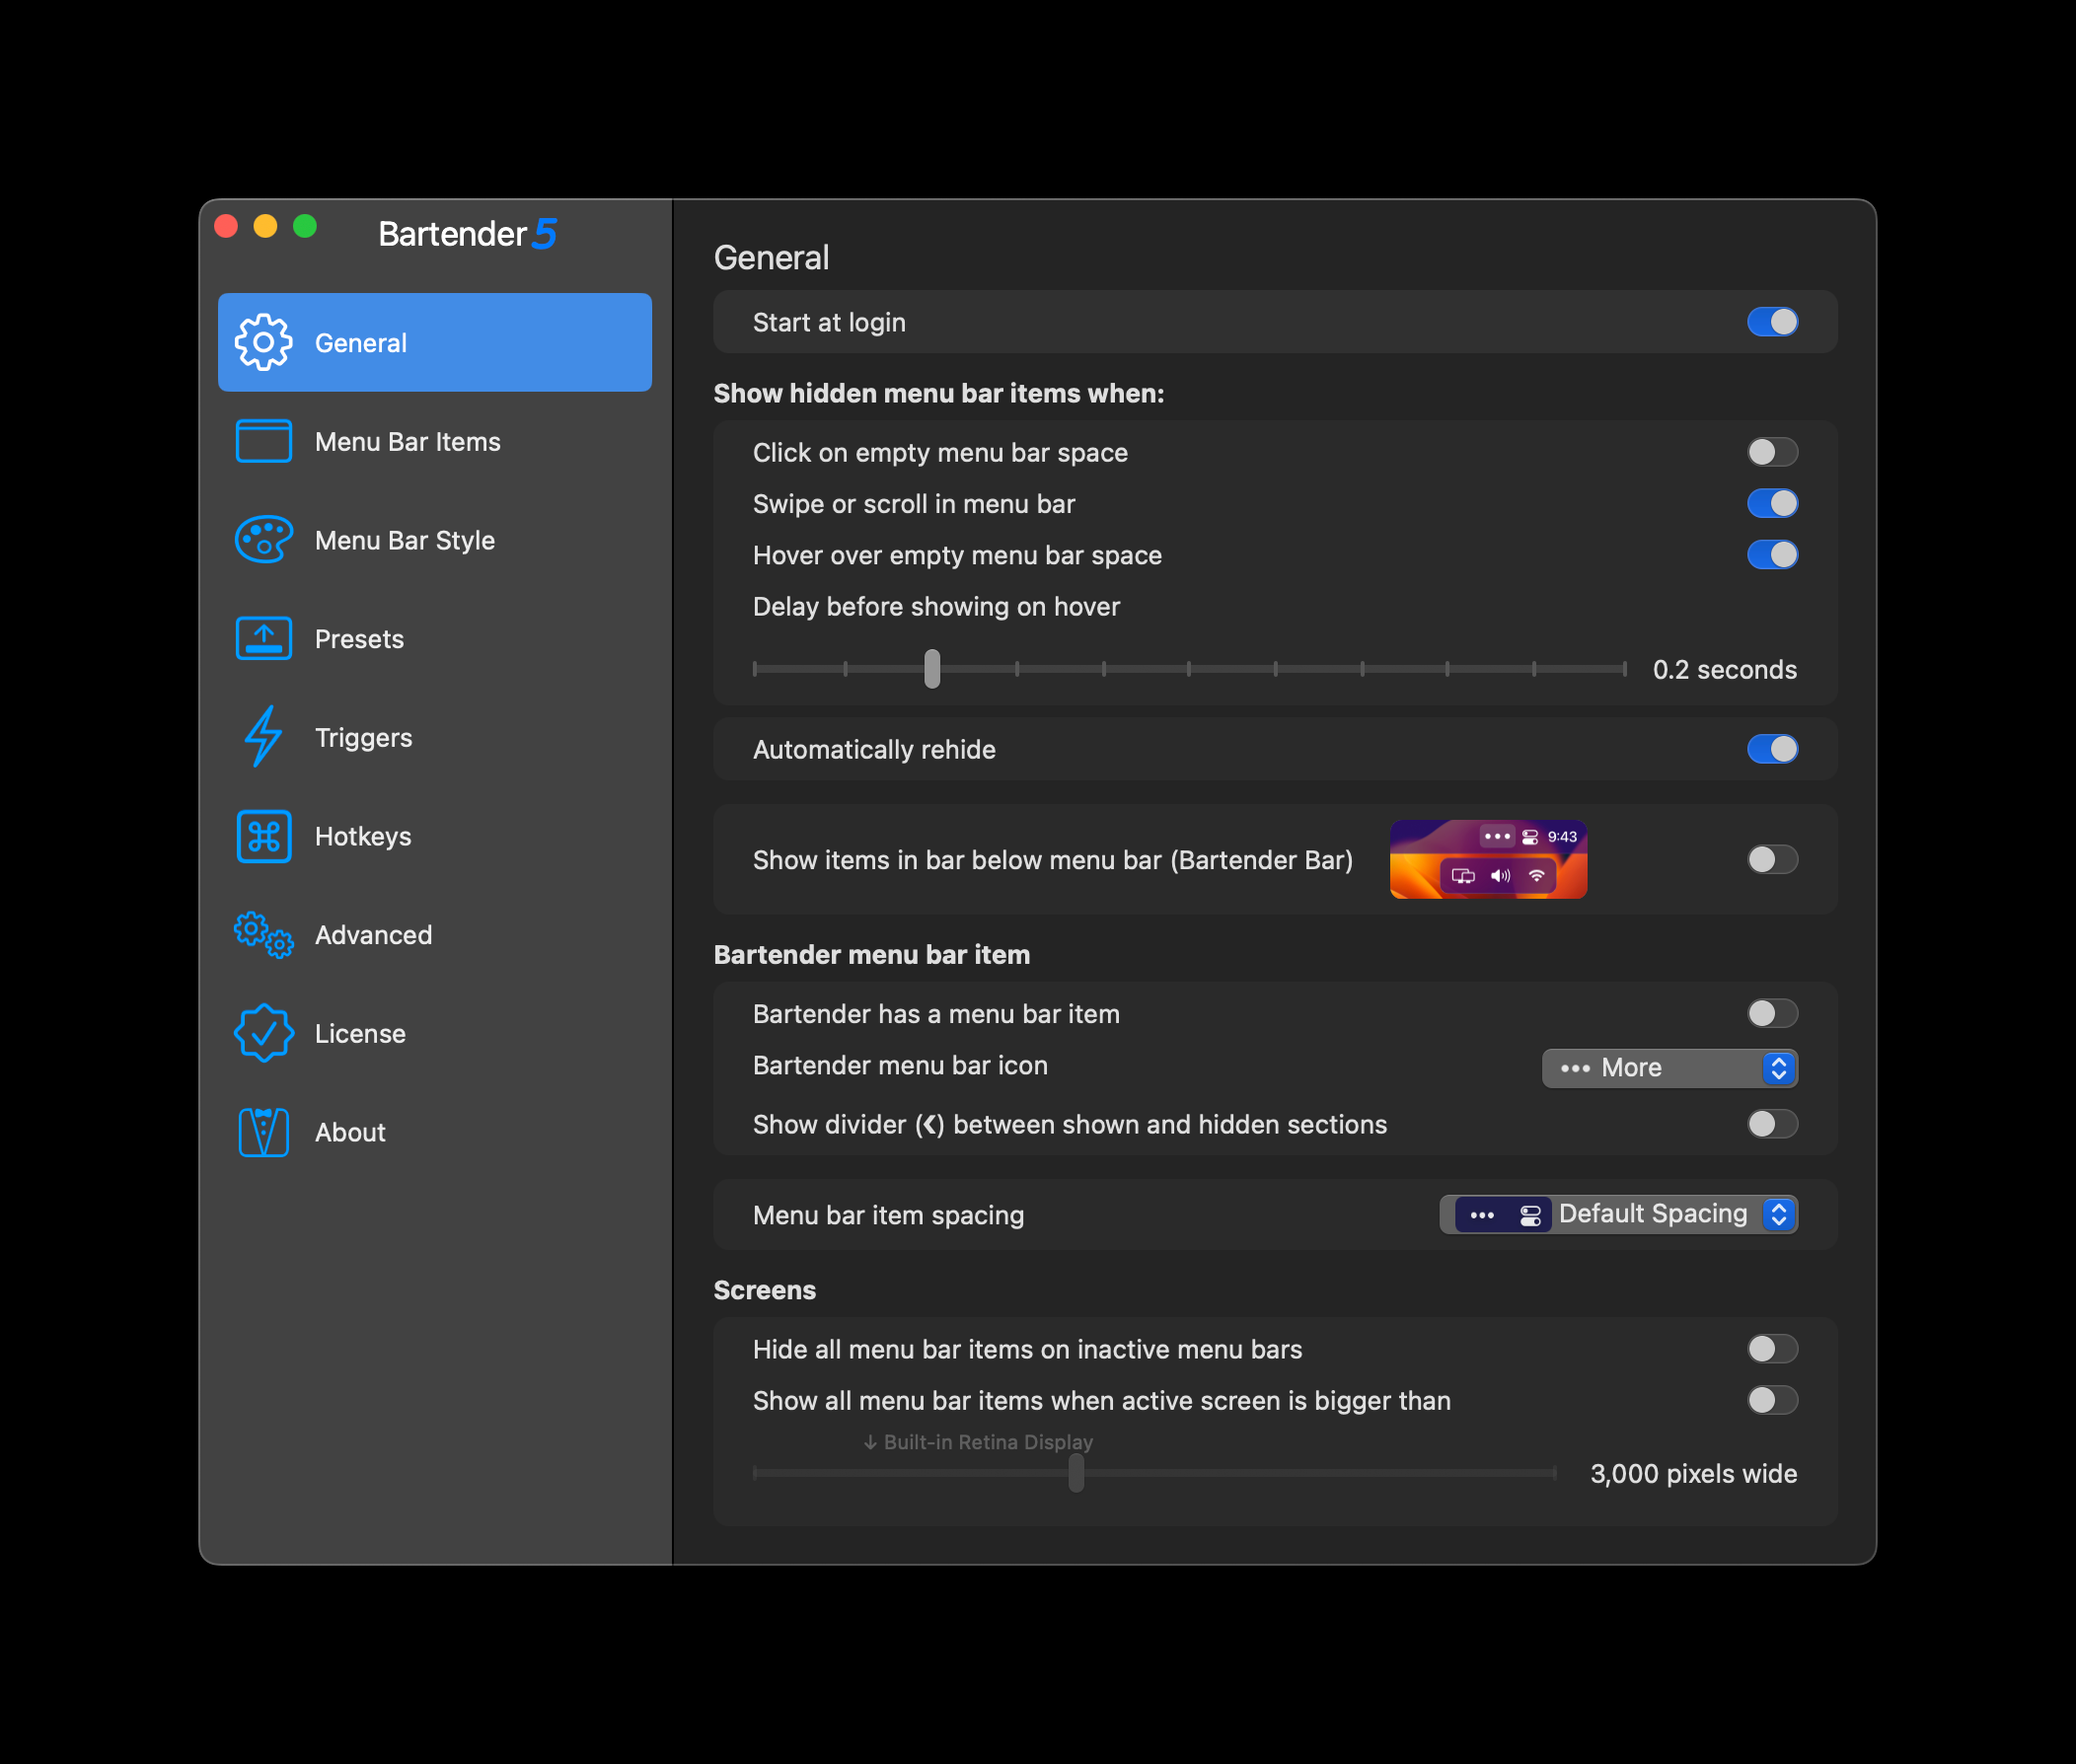 Bartender 5
General
Menu Bar Items
Menu Bar Style
Presets
Triggers
Hotkeys
Advanced
License
About
General
Start at login
Show hidden menu bar items when:
Click on empty menu bar space
Swipe or scroll in menu bar
Hover over empty menu bar space
Delay before showing on hover
0.2 seconds
Automatically rehide
Show items in bar below menu bar (Bartender Bar)
9:43
Bartender menu bar item
Bartender has a menu bar item
Bartender menu bar icon
••• More
Show divider (❮) between shown and hidden sections
Menu bar item spacing
••• Default Spacing
Screens
Hide all menu bar items on inactive menu bars
Show all menu bar items when active screen is bigger than
↓ Built-in Retina Display
3,000 pixels wide